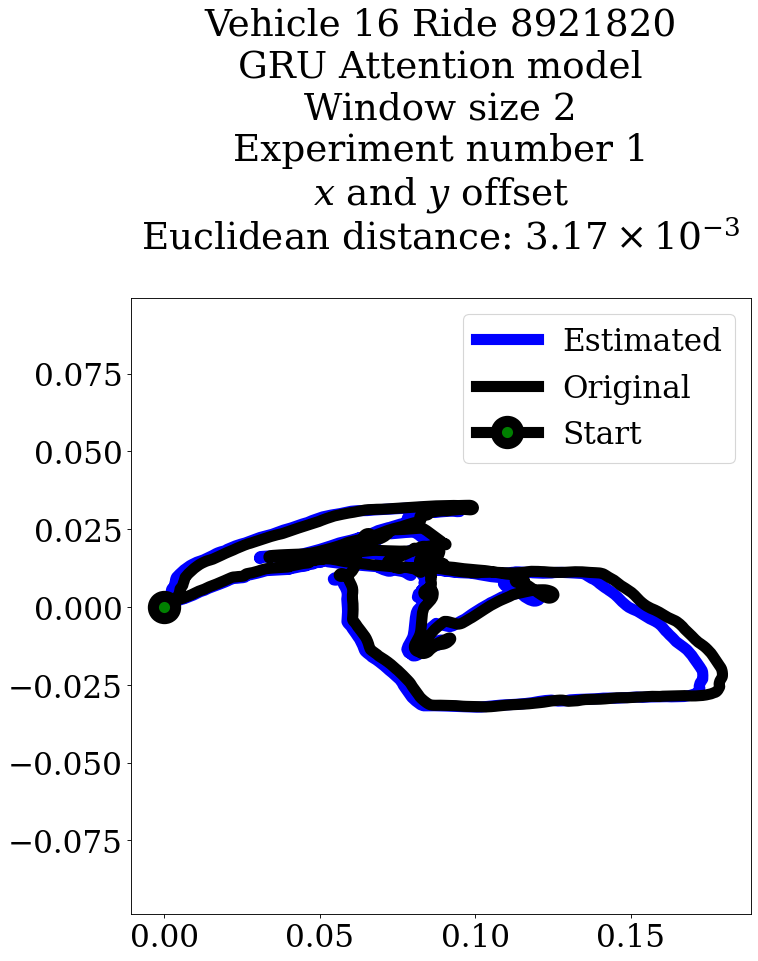 Vehicle 16 Ride 8921820
GRU Attention model
Window size 2
Experiment number 1
x and y offset
Euclidean distance: 3.17 × 10⁻³
Estimated
Original
Start
0.075
0.050
0.025
0.000
−0.025
−0.050
−0.075
0.00 0.05 0.10 0.15